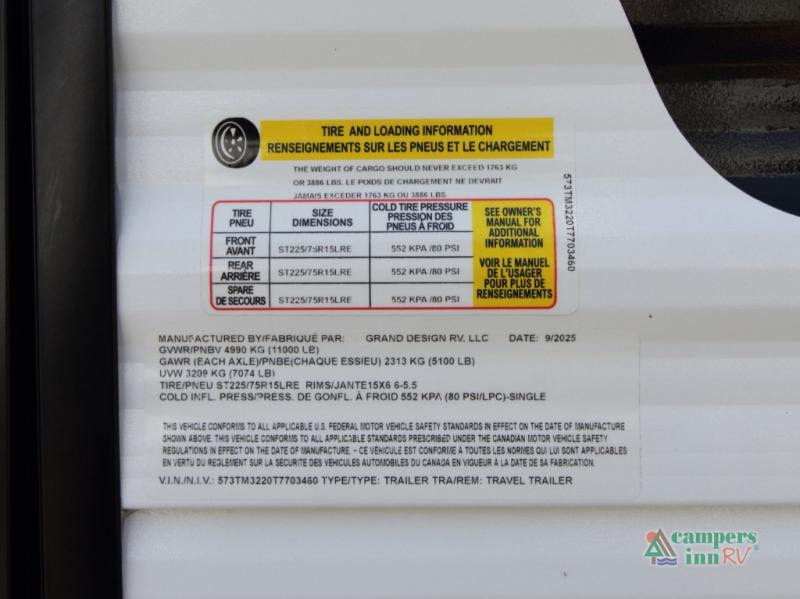 TIRE AND LOADING INFORMATION
RENSEIGNEMENTS SUR LES PNEUS ET LE CHARGEMENT
THE WEIGHT OF CARGO SHOULD NEVER EXCEED 1763 KG
OR 3886 LBS. LE POIDS DE CHARGEMENT NE DEVRAIT
JAMAIS EXCÉDER 1763 KG OU 3886 LBS
TIRE PNEU
SIZE DIMENSIONS
COLD TIRE PRESSURE PRESSION DES PNEUS À FROID
FRONT AVANT
ST225/75R15LRE
552 KPA /80 PSI
REAR ARRIÈRE
ST225/75R15LRE
552 KPA /80 PSI
SPARE DE SECOURS
ST225/75R15LRE
552 KPA /80 PSI
SEE OWNER'S
MANUAL FOR
ADDITIONAL
INFORMATION
VOIR LE MANUEL
DE L'USAGER
POUR PLUS DE
RENSEIGNEMENTS
573TM3220T7703460
MANUFACTURED BY/FABRIQUÉ PAR: GRAND DESIGN RV, LLC DATE: 9/2025
GVWR/PNBV 4990 KG (11000 LB)
GAWR (EACH AXLE)/PNBE(CHAQUE ESSIEU) 2313 KG (5100 LB)
UVW 3209 KG (7074 LB)
TIRE/PNEU ST225/75R15LRE RIMS/JANTE15X6 6-5.5
COLD INFL. PRESS/PRESS. DE GONFL. À FROID 552 KPA (80 PSI/LPC)-SINGLE
THIS VEHICLE CONFORMS TO ALL APPLICABLE U.S. FEDERAL MOTOR VEHICLE SAFETY STANDARDS IN EFFECT ON THE DATE OF MANUFACTURE
SHOWN ABOVE. THIS VEHICLE CONFORMS TO ALL APPLICABLE STANDARDS PRESCRIBED UNDER THE CANADIAN MOTOR VEHICLE SAFETY
REGULATIONS IN EFFECT ON THE DATE OF MANUFACTURE. - CE VÉHICULE EST CONFORME À TOUTES LES NORMES QUI LUI SONT APPLICABLES
EN VERTU DU RÈGLEMENT SUR LA SÉCURITÉ DES VÉHICULES AUTOMOBILES DU CANADA EN VIGUEUR À LA DATE DE SA FABRICATION.
V.I.N./N.I.V.: 573TM3220T7703460 TYPE/TYPE: TRAILER TRA/REM: TRAVEL TRAILER
campers
inn RV